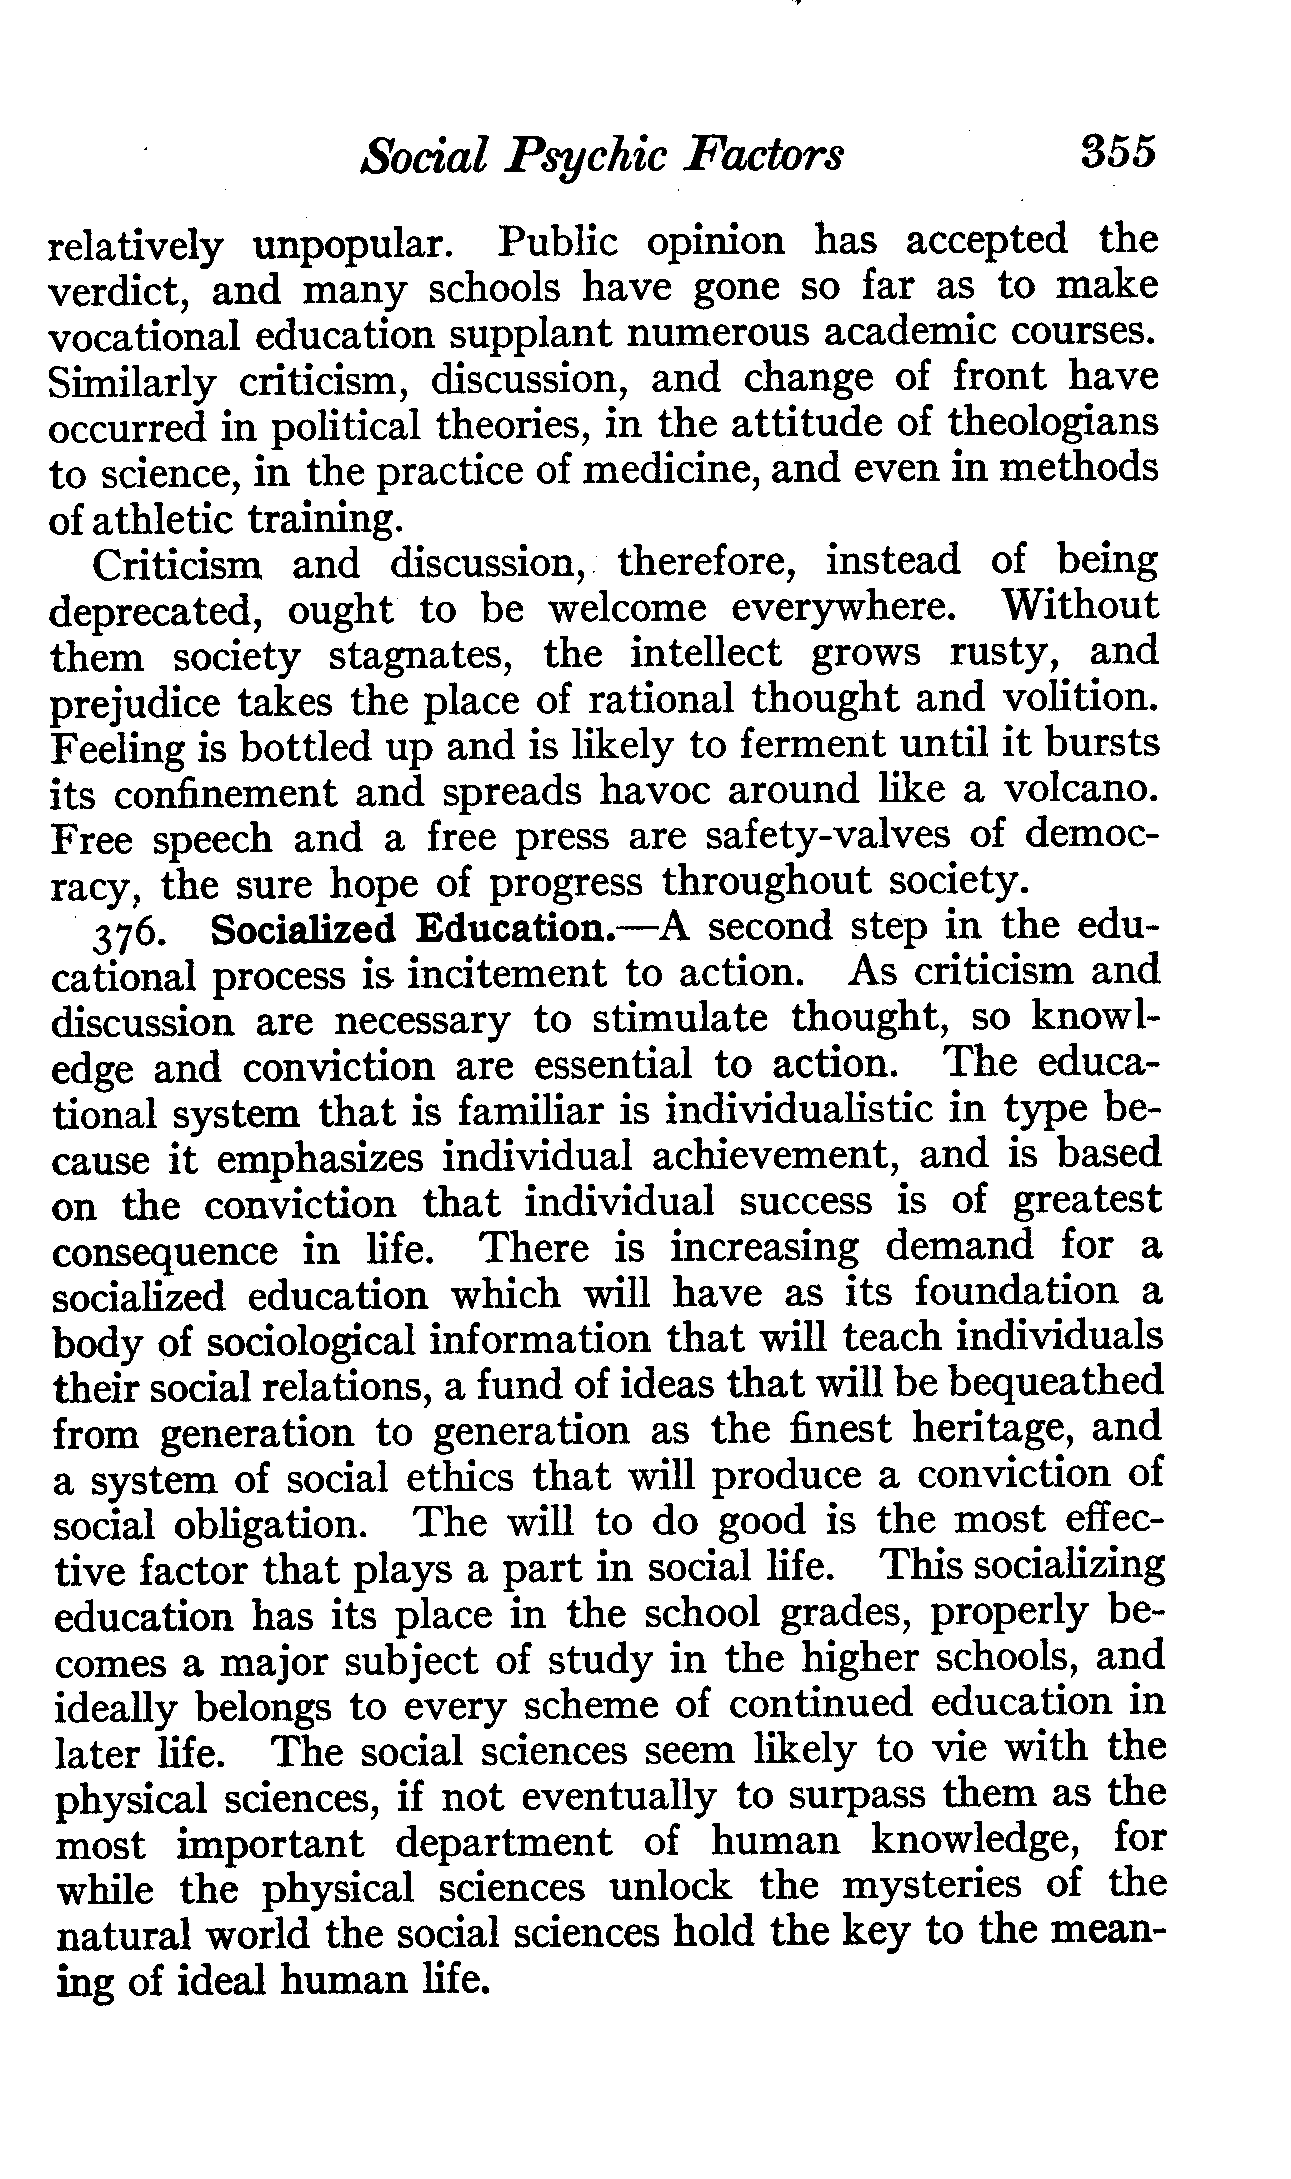 Social Psychic Factors 355
relatively unpopular. Public opinion has accepted the
verdict, and many schools have gone so far as to make
vocational education supplant numerous academic courses.
Similarly criticism, discussion, and change of front have
occurred in political theories, in the attitude of theologians
to science, in the practice of medicine, and even in methods
of athletic training.
Criticism and discussion, therefore, instead of being
deprecated, ought to be welcome everywhere. Without
them society stagnates, the intellect grows rusty, and
prejudice takes the place of rational thought and volition.
Feeling is bottled up and is likely to ferment until it bursts
its confinement and spreads havoc around like a volcano.
Free speech and a free press are safety-valves of democ-
racy, the sure hope of progress throughout society.
376. Socialized Education.—A second step in the edu-
cational process is incitement to action. As criticism and
discussion are necessary to stimulate thought, so knowl-
edge and conviction are essential to action. The educa-
tional system that is familiar is individualistic in type be-
cause it emphasizes individual achievement, and is based
on the conviction that individual success is of greatest
consequence in life. There is increasing demand for a
socialized education which will have as its foundation a
body of sociological information that will teach individuals
their social relations, a fund of ideas that will be bequeathed
from generation to generation as the finest heritage, and
a system of social ethics that will produce a conviction of
social obligation. The will to do good is the most effec-
tive factor that plays a part in social life. This socializing
education has its place in the school grades, properly be-
comes a major subject of study in the higher schools, and
ideally belongs to every scheme of continued education in
later life. The social sciences seem likely to vie with the
physical sciences, if not eventually to surpass them as the
most important department of human knowledge, for
while the physical sciences unlock the mysteries of the
natural world the social sciences hold the key to the mean-
ing of ideal human life.